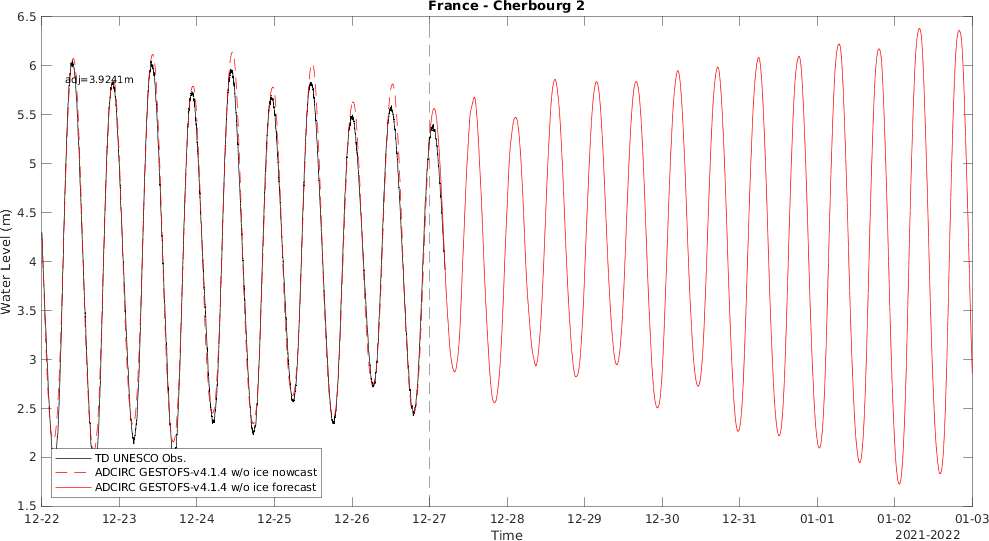 France - Cherbourg 2
6.5
6
5.5
5
4.5
4
3.5
3
2.5
2
1.5
Water Level (m)
adj=3.9241m
TD UNESCO Obs.
ADCIRC GESTOFS-v4.1.4 w/o ice nowcast
ADCIRC GESTOFS-v4.1.4 w/o ice forecast
12-22 12-23 12-24 12-25 12-26 12-27 12-28 12-29 12-30 12-31 01-01 01-02 01-03
Time
2021-2022